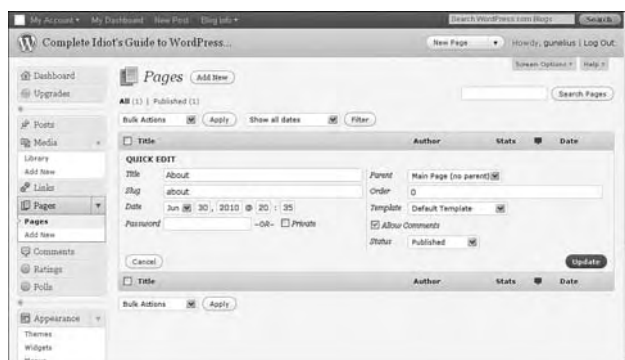 My Account My Dashboard New Post Blog Info Search WordPress.com Blogs Search
Complete Idiot's Guide to WordPress... New Page Howdy, gunelius | Log Out
Screen Options Help
Dashboard
Upgrades
Posts
Media
Library
Add New
Links
Pages
Pages
Add New
Comments
Ratings
Polls
Appearance
Themes
Widgets
Pages Add New
All (1) | Published (1) Search Pages
Bulk Actions Apply Show all dates Filter
Title Author Stats Date
QUICK EDIT
Title About Parent Main Page (no parent)
Slug about Order 0
Date Jun 30, 2010 @ 20 : 35 Template Default Template
Password –OR– Private Allow Comments
Status Published
Cancel Update
Title Author Stats Date
Bulk Actions Apply